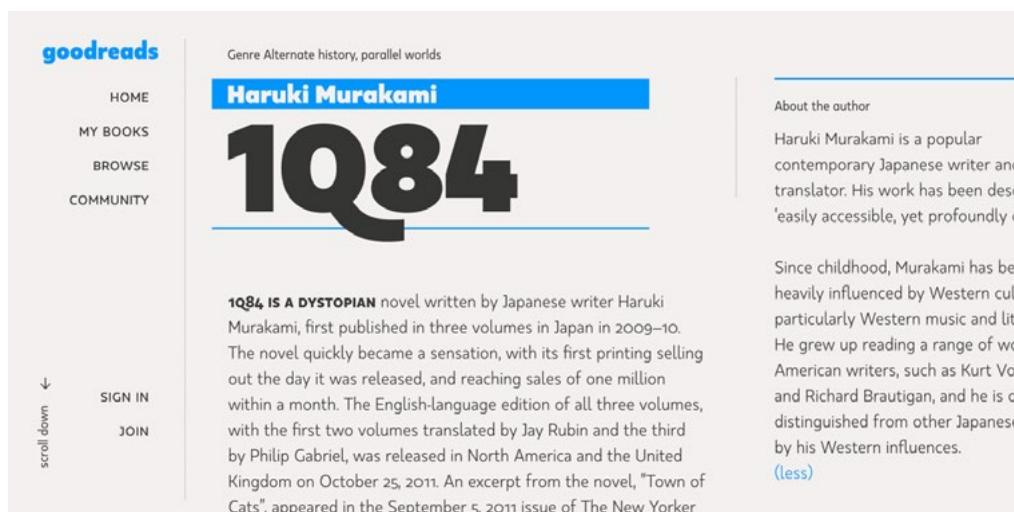 goodreads
HOME
MY BOOKS
BROWSE
COMMUNITY
scroll down
SIGN IN
JOIN
Genre Alternate history, parallel worlds
Haruki Murakami
1Q84
1Q84 IS A DYSTOPIAN novel written by Japanese writer Haruki
Murakami, first published in three volumes in Japan in 2009–10.
The novel quickly became a sensation, with its first printing selling
out the day it was released, and reaching sales of one million
within a month. The English-language edition of all three volumes,
with the first two volumes translated by Jay Rubin and the third
by Philip Gabriel, was released in North America and the United
Kingdom on October 25, 2011. An excerpt from the novel, "Town of
Cats", appeared in the September 5, 2011 issue of The New Yorker
About the author
Haruki Murakami is a popular
contemporary Japanese writer and
translator. His work has been
'easily accessible, yet profoundly
Since childhood, Murakami has
heavily influenced by Western
particularly Western music and
He grew up reading a range of
American writers, such as Kurt
and Richard Brautigan, and he is
distinguished from other Japanese
by his Western influences.
(less)